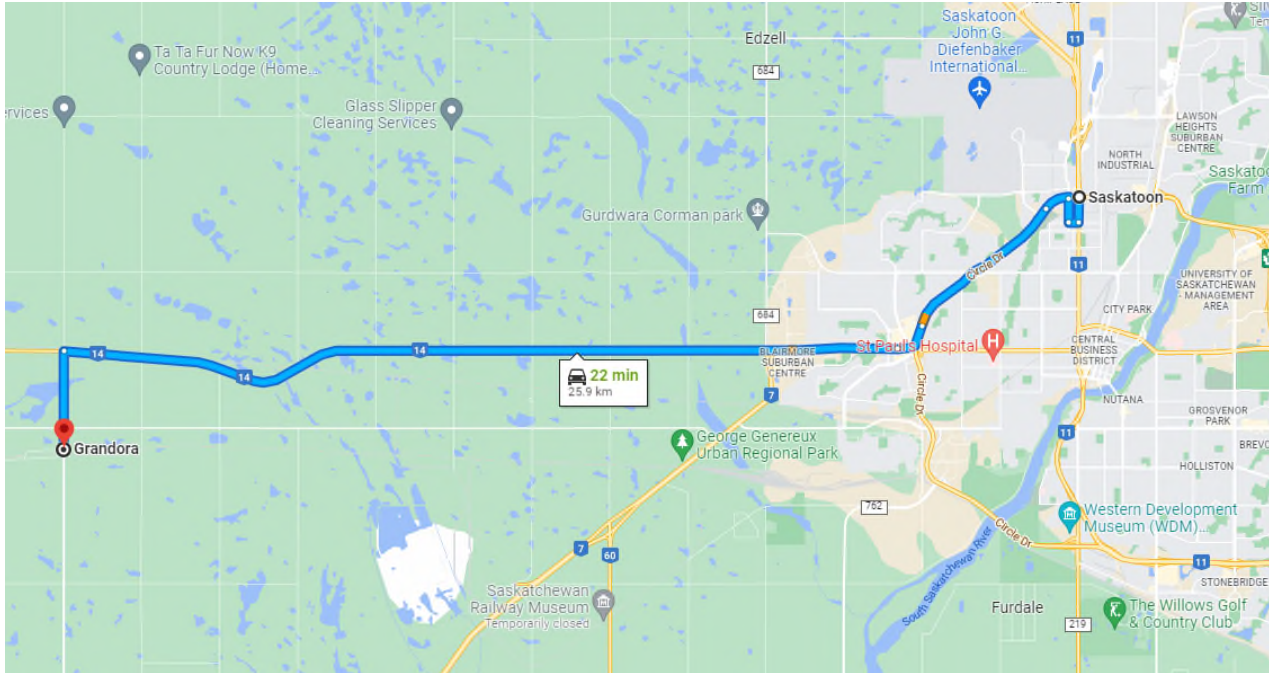 11
Saskatoon
John G.
Diefenbaker
International...
Edzell
684
Ta Ta Fur Now K9
Country Lodge (Home...
ervices
Glass Slipper
Cleaning Services
LAWSON
HEIGHTS
SUBURBAN
CENTRE
NORTH
INDUSTRIAL
Saskatoo
Farm
Saskatoon
Gurdwara Corman park
Circle Dr
11
UNIVERSITY OF
SASKATCHEWAN
- MANAGEMENT
AREA
CITY PARK
684
14
14
14
BLAIRMORE
SUBURBAN
CENTRE
St Paul's Hospital
H
CENTRAL
BUSINESS
DISTRICT
22 min
25.9 km
7
Circle Dr
NUTANA
GROSVENOR
PARK
11
BREVO
HOLLISTON
Grandora
George Genereux
Urban Regional Park
762
Western Development
Museum (WDM)...
Circle Dr
7
60
11
South Saskatchewan River
STONEBRIDGE
Saskatchewan
Railway Museum
Temporarily closed
Furdale
219
The Willows Golf
& Country Club